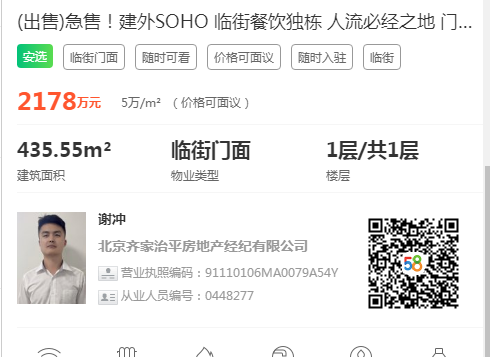 (出售)急售！建外SOHO 临街餐饮独栋 人流必经之地 门...
安选 临街门面 随时可看 价格可面议 随时入驻 临街
2178万元 5万/m² （价格可面议）
435.55m² 临街门面 1层/共1层
建筑面积 物业类型 楼层
谢冲
北京齐家治平房地产经纪有限公司
营业执照编码：91110106MA0079A54Y
从业人员编号：0448277
58